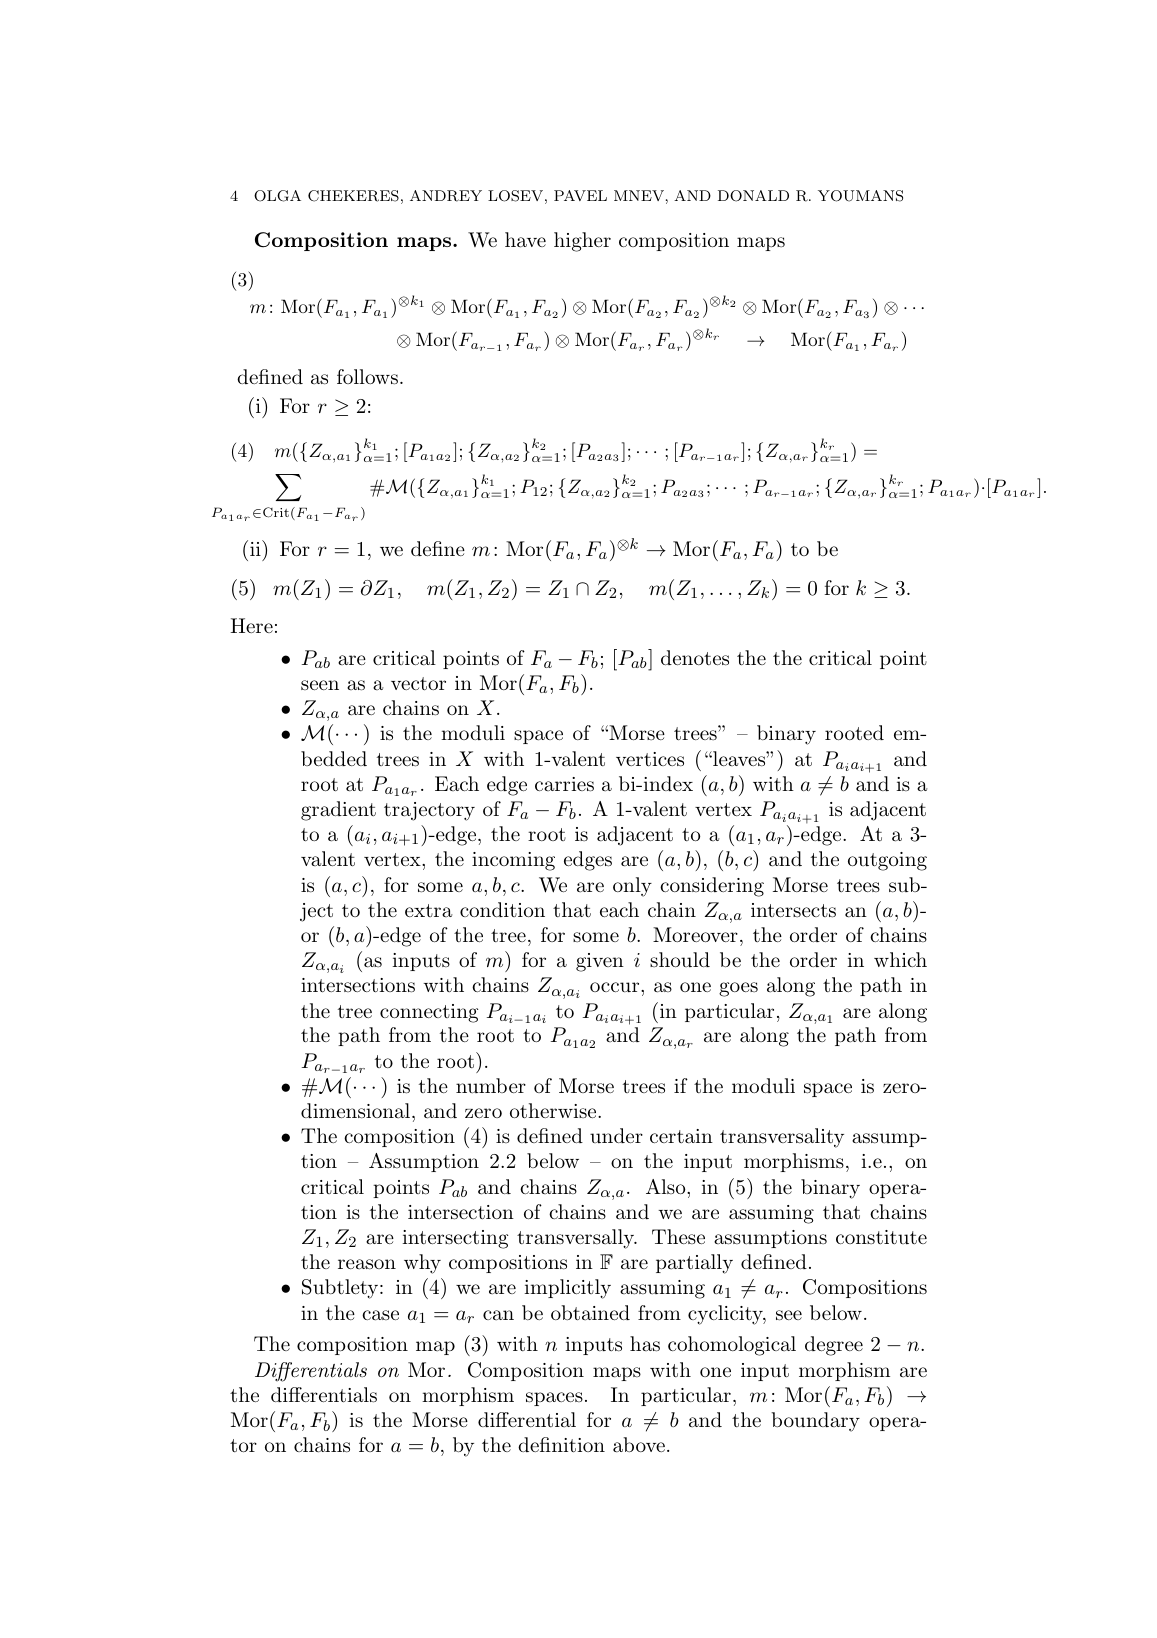 4 OLGA CHEKERES, ANDREY LOSEV, PAVEL MNEV, AND DONALD R. YOUMANS
Composition maps. We have higher composition maps
(3)
m: Mor(F_{a_1}, F_{a_1})^{⊗k_1} ⊗ Mor(F_{a_1}, F_{a_2}) ⊗ Mor(F_{a_2}, F_{a_2})^{⊗k_2} ⊗ Mor(F_{a_2}, F_{a_3}) ⊗ ···
⊗ Mor(F_{a_{r−1}}, F_{a_r}) ⊗ Mor(F_{a_r}, F_{a_r})^{⊗k_r} → Mor(F_{a_1}, F_{a_r})
defined as follows.
(i) For r ≥ 2:
(4) m({Z_{α,a_1}}_{α=1}^{k_1}; [P_{a_1a_2}]; {Z_{α,a_2}}_{α=1}^{k_2}; [P_{a_2a_3}]; ··· ; [P_{a_{r−1}a_r}]; {Z_{α,a_r}}_{α=1}^{k_r}) =
∑_{P_{a_1a_r}∈Crit(F_{a_1}−F_{a_r})} #ℳ({Z_{α,a_1}}_{α=1}^{k_1}; P_{12}; {Z_{α,a_2}}_{α=1}^{k_2}; P_{a_2a_3}; ··· ; P_{a_{r−1}a_r}; {Z_{α,a_r}}_{α=1}^{k_r}; P_{a_1a_r})·[P_{a_1a_r}].
(ii) For r = 1, we define m: Mor(F_a, F_a)^{⊗k} → Mor(F_a, F_a) to be
(5) m(Z_1) = ∂Z_1, m(Z_1, Z_2) = Z_1 ∩ Z_2, m(Z_1, . . . , Z_k) = 0 for k ≥ 3.
Here:
• P_{ab} are critical points of F_a − F_b; [P_{ab}] denotes the the critical point
seen as a vector in Mor(F_a, F_b).
• Z_{α,a} are chains on X.
• ℳ(···) is the moduli space of “Morse trees” – binary rooted em-
bedded trees in X with 1-valent vertices (“leaves”) at P_{a_ia_{i+1}} and
root at P_{a_1a_r}. Each edge carries a bi-index (a, b) with a ≠ b and is a
gradient trajectory of F_a − F_b. A 1-valent vertex P_{a_ia_{i+1}} is adjacent
to a (a_i, a_{i+1})-edge, the root is adjacent to a (a_1, a_r)-edge. At a 3-
valent vertex, the incoming edges are (a, b), (b, c) and the outgoing
is (a, c), for some a, b, c. We are only considering Morse trees sub-
ject to the extra condition that each chain Z_{α,a} intersects an (a, b)-
or (b, a)-edge of the tree, for some b. Moreover, the order of chains
Z_{α,a_i} (as inputs of m) for a given i should be the order in which
intersections with chains Z_{α,a_i} occur, as one goes along the path in
the tree connecting P_{a_{i−1}a_i} to P_{a_ia_{i+1}} (in particular, Z_{α,a_1} are along
the path from the root to P_{a_1a_2} and Z_{α,a_r} are along the path from
P_{a_{r−1}a_r} to the root).
• #ℳ(···) is the number of Morse trees if the moduli space is zero-
dimensional, and zero otherwise.
• The composition (4) is defined under certain transversality assump-
tion – Assumption 2.2 below – on the input morphisms, i.e., on
critical points P_{ab} and chains Z_{α,a}. Also, in (5) the binary opera-
tion is the intersection of chains and we are assuming that chains
Z_1, Z_2 are intersecting transversally. These assumptions constitute
the reason why compositions in 𝔽 are partially defined.
• Subtlety: in (4) we are implicitly assuming a_1 ≠ a_r. Compositions
in the case a_1 = a_r can be obtained from cyclicity, see below.
The composition map (3) with n inputs has cohomological degree 2 − n.
Differentials on Mor. Composition maps with one input morphism are
the differentials on morphism spaces. In particular, m: Mor(F_a, F_b) →
Mor(F_a, F_b) is the Morse differential for a ≠ b and the boundary opera-
tor on chains for a = b, by the definition above.